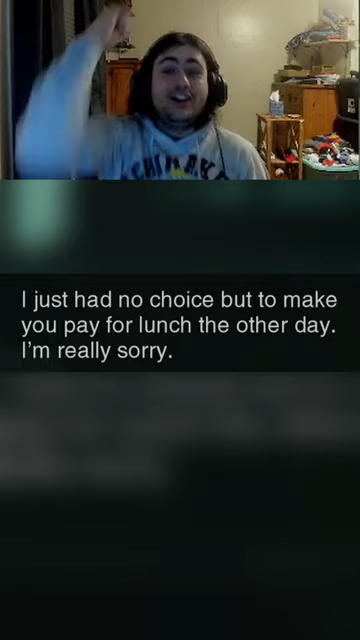 I just had no choice but to make
you pay for lunch the other day.
I'm really sorry.